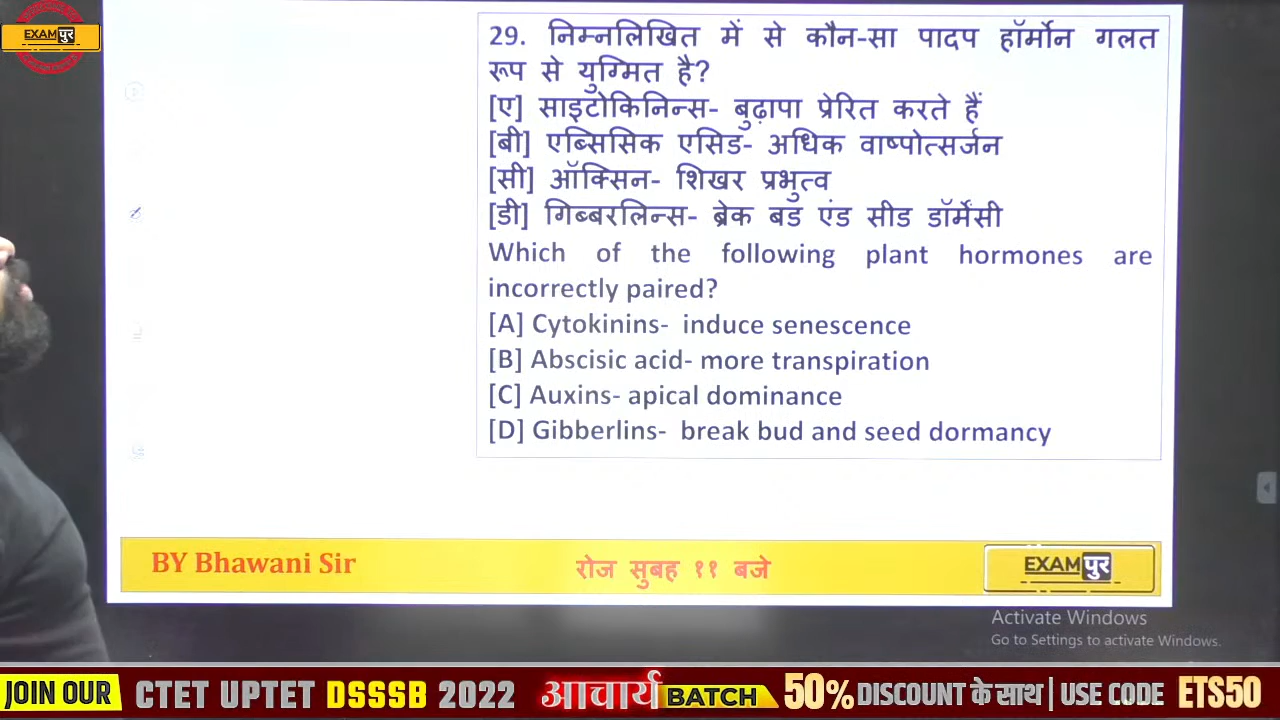 EXAMपुर
29. निम्नलिखित में से कौन-सा पादप हॉर्मोन गलत
रूप से युग्मित है?
[ए] साइटोकिनिन्स- बुढ़ापा प्रेरित करते हैं
[बी] एब्सिसिक एसिड- अधिक वाष्पोत्सर्जन
[सी] ऑक्सिन- शिखर प्रभुत्व
[डी] गिब्बरलिन्स- ब्रेक बड एंड सीड डॉर्मेंसी
Which of the following plant hormones are
incorrectly paired?
[A] Cytokinins- induce senescence
[B] Abscisic acid- more transpiration
[C] Auxins- apical dominance
[D] Gibberlins- break bud and seed dormancy
BY Bhawani Sir
रोज सुबह ११ बजे
EXAMपुर
Activate Windows
Go to Settings to activate Windows.
JOIN OUR CTET UPTET DSSSB 2022 आचार्य BATCH 50% DISCOUNT के साथ | USE CODE ETS50